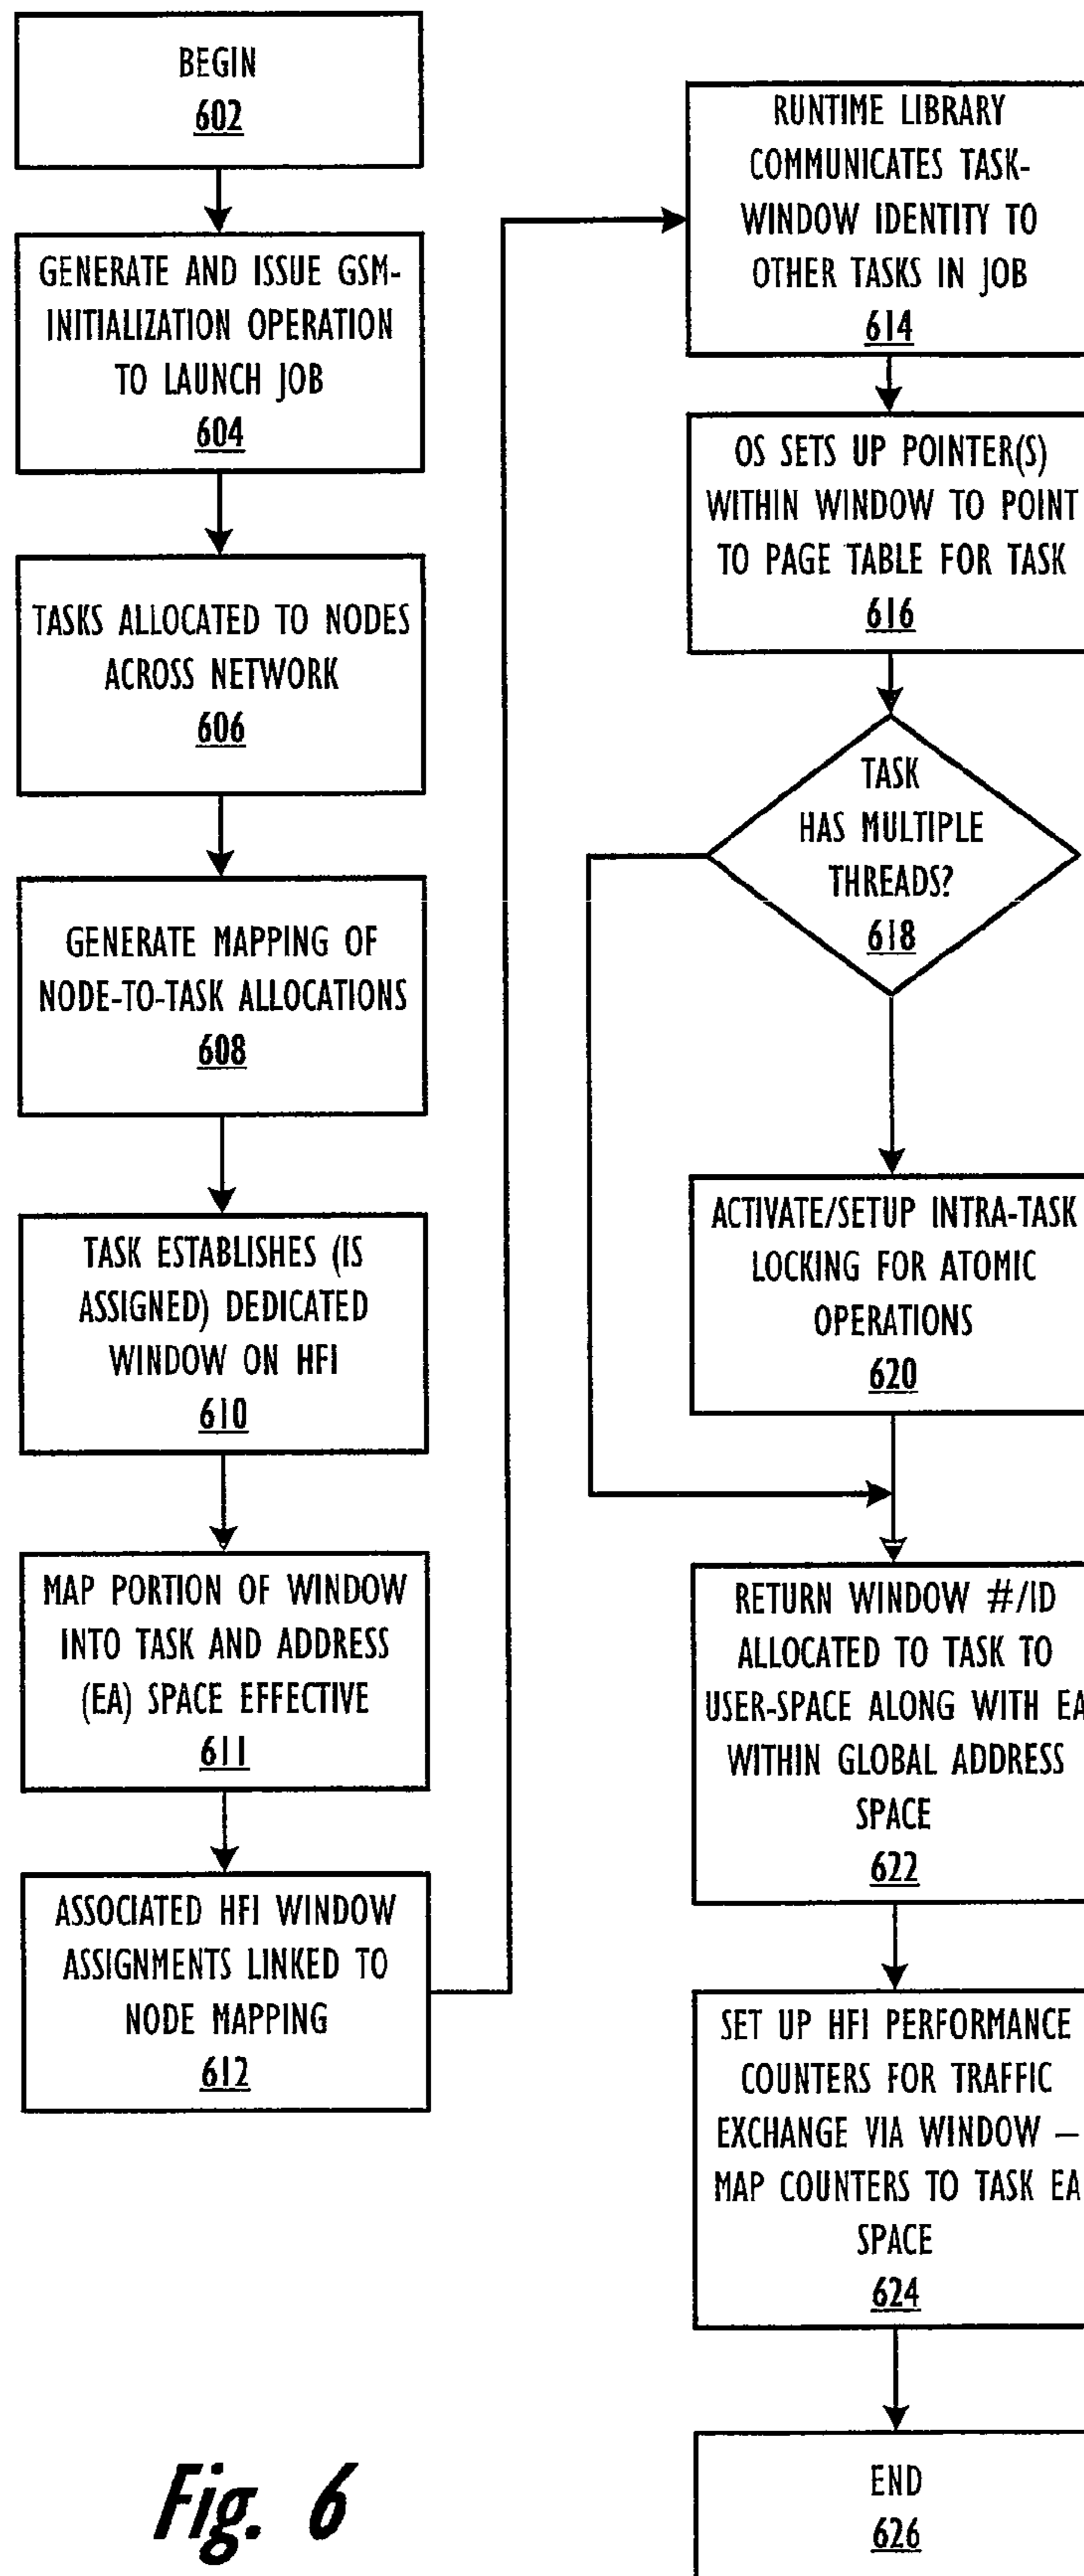 BEGIN
602
GENERATE AND ISSUE GSM-
INITIALIZATION OPERATION
TO LAUNCH JOB
604
TASKS ALLOCATED TO NODES
ACROSS NETWORK
606
GENERATE MAPPING OF
NODE-TO-TASK ALLOCATIONS
608
TASK ESTABLISHES (IS
ASSIGNED) DEDICATED
WINDOW ON HFI
610
MAP PORTION OF WINDOW
INTO TASK AND ADDRESS
(EA) SPACE EFFECTIVE
611
ASSOCIATED HFI WINDOW
ASSIGNMENTS LINKED TO
NODE MAPPING
612
RUNTIME LIBRARY
COMMUNICATES TASK-
WINDOW IDENTITY TO
OTHER TASKS IN JOB
614
OS SETS UP POINTER(S)
WITHIN WINDOW TO POINT
TO PAGE TABLE FOR TASK
616
TASK
HAS MULTIPLE
THREADS?
618
ACTIVATE/SETUP INTRA-TASK
LOCKING FOR ATOMIC
OPERATIONS
620
RETURN WINDOW #/ID
ALLOCATED TO TASK TO
USER-SPACE ALONG WITH EA
WITHIN GLOBAL ADDRESS
SPACE
622
SET UP HFI PERFORMANCE
COUNTERS FOR TRAFFIC
EXCHANGE VIA WINDOW –
MAP COUNTERS TO TASK EA
SPACE
624
END
626
Fig. 6